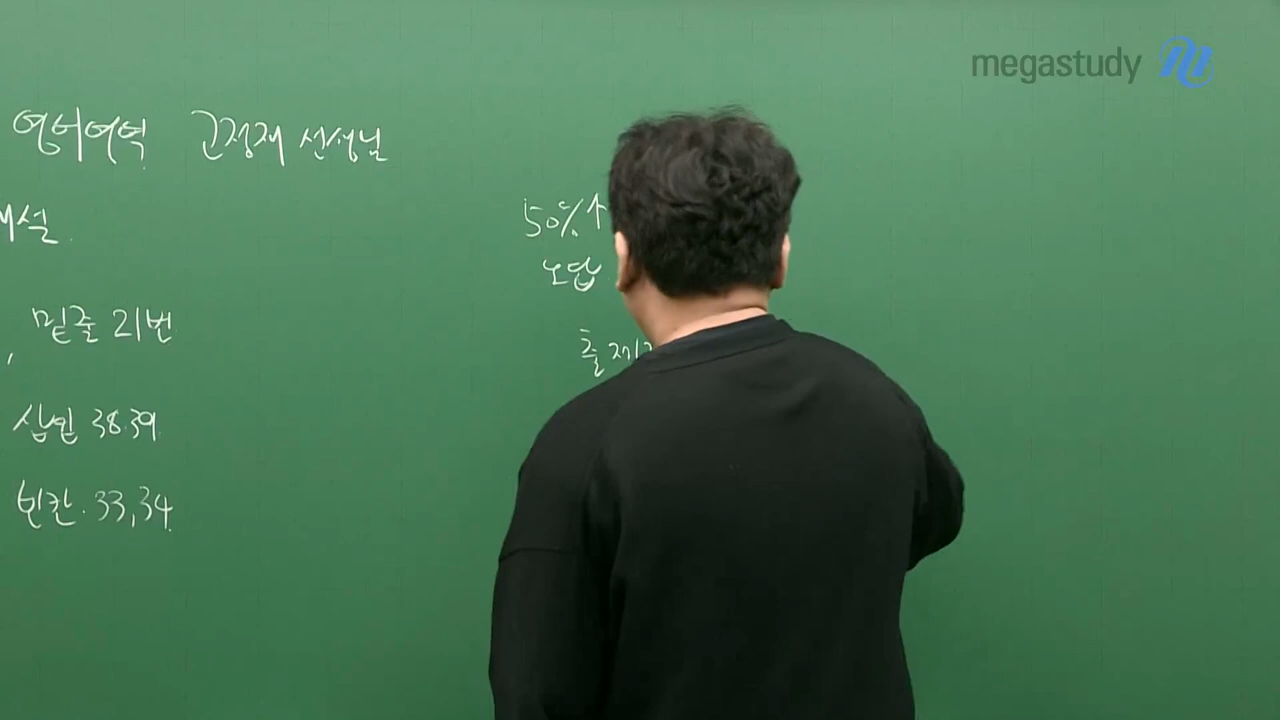 megastudy
영어영역 고정재 선생님
해설.
밑줄 21번
삽입 38.39.
빈칸. 33,34.
50%↑
오답
출제